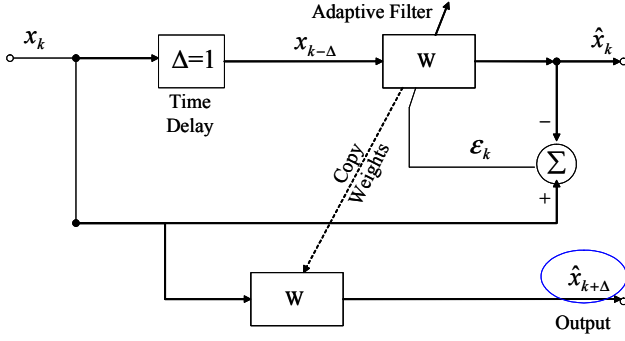 Adaptive Filter
x_k
Δ=1
x_{k-Δ}
W
x̂_k
Time
Delay
−
Copy
Weights
ε_k
Σ
+
W
x̂_{k+Δ}
Output